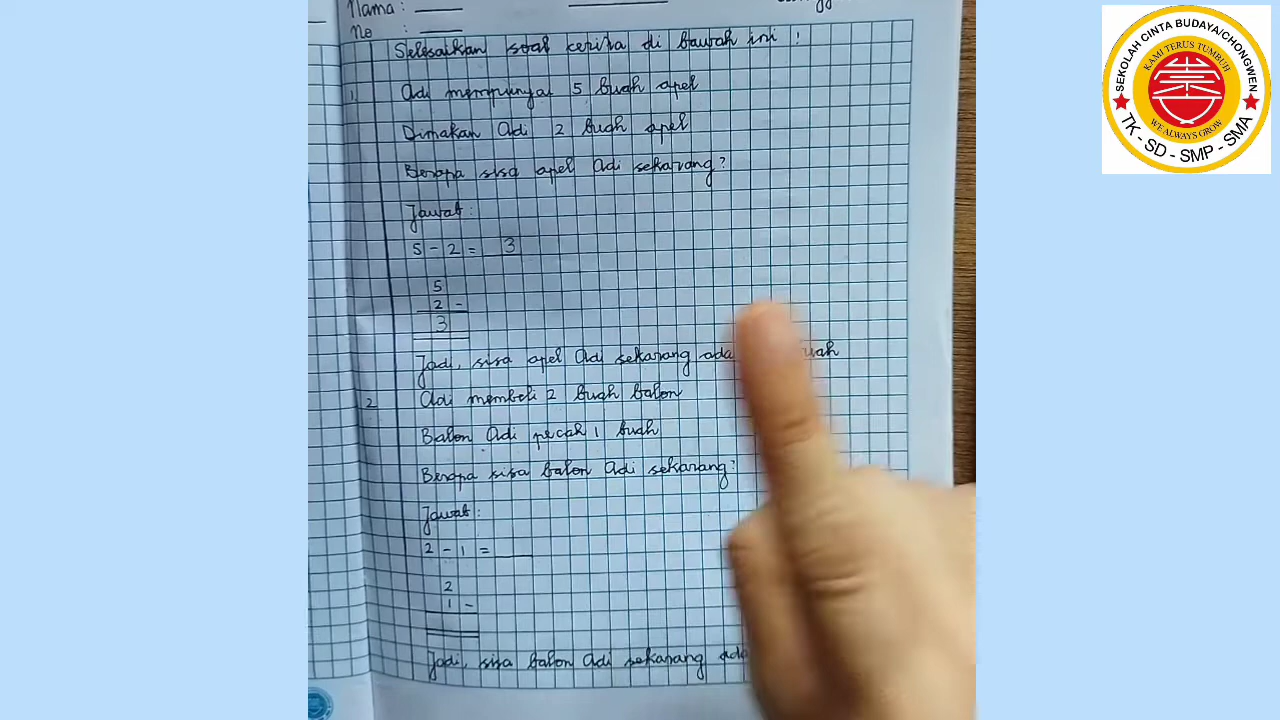 Nama :
No :
Selesaikan soal cerita di bawah ini !
Adi mempunyai 5 buah apel
Dimakan Adi 2 buah apel
Berapa sisa apel Adi sekarang?
Jawab :
5 - 2 = 3
5
2 -
3
Jadi, sisa apel Adi sekarang ada
2 Adi membeli 2 buah balon
Balon Adi pecah 1 buah
Berapa sisa balon Adi sekarang?
Jawab :
2 - 1 =
2
1 -
Jadi, sisa balon Adi sekarang ada
SEKOLAH CINTA BUDAYA/CHONGWEN
KAMI TERUS TUMBUH
WE ALWAYS GROW
TK - SD - SMP - SMA